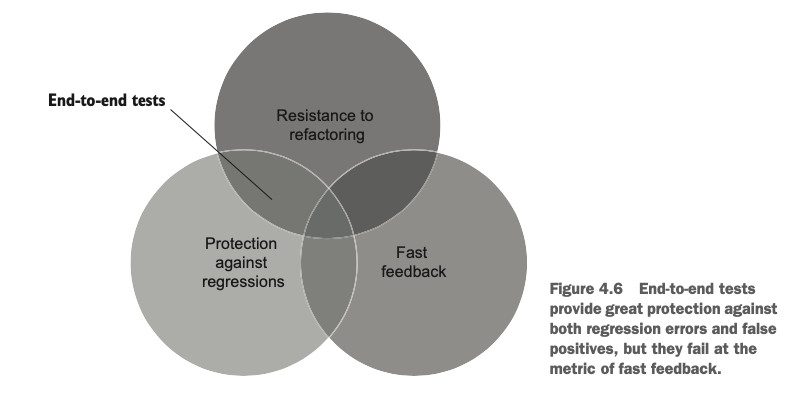 End-to-end tests
Resistance to
refactoring
Protection
against
regressions
Fast
feedback
Figure 4.6 End-to-end tests
provide great protection against
both regression errors and false
positives, but they fail at the
metric of fast feedback.